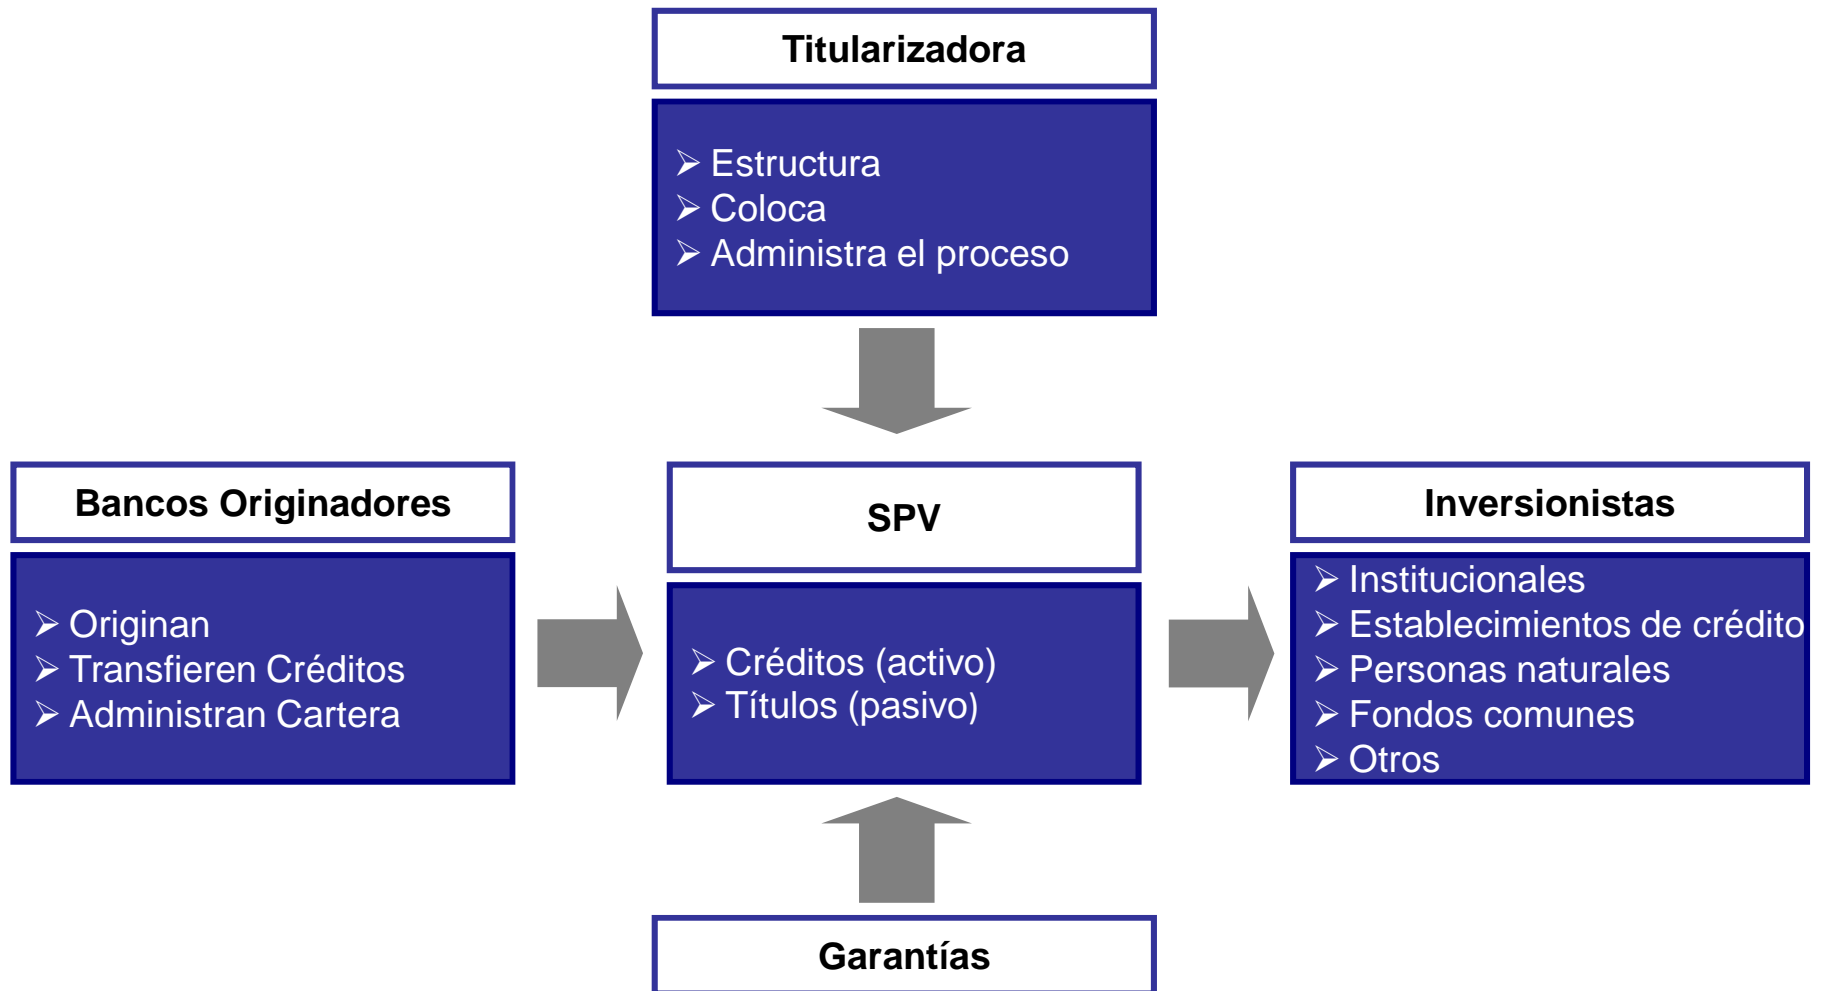 Titularizadora
➢ Estructura
➢ Coloca
➢ Administra el proceso
Bancos Originadores
➢ Originan
➢ Transfieren Créditos
➢ Administran Cartera
SPV
➢ Créditos (activo)
➢ Títulos (pasivo)
Inversionistas
➢ Institucionales
➢ Establecimientos de crédito
➢ Personas naturales
➢ Fondos comunes
➢ Otros
Garantías